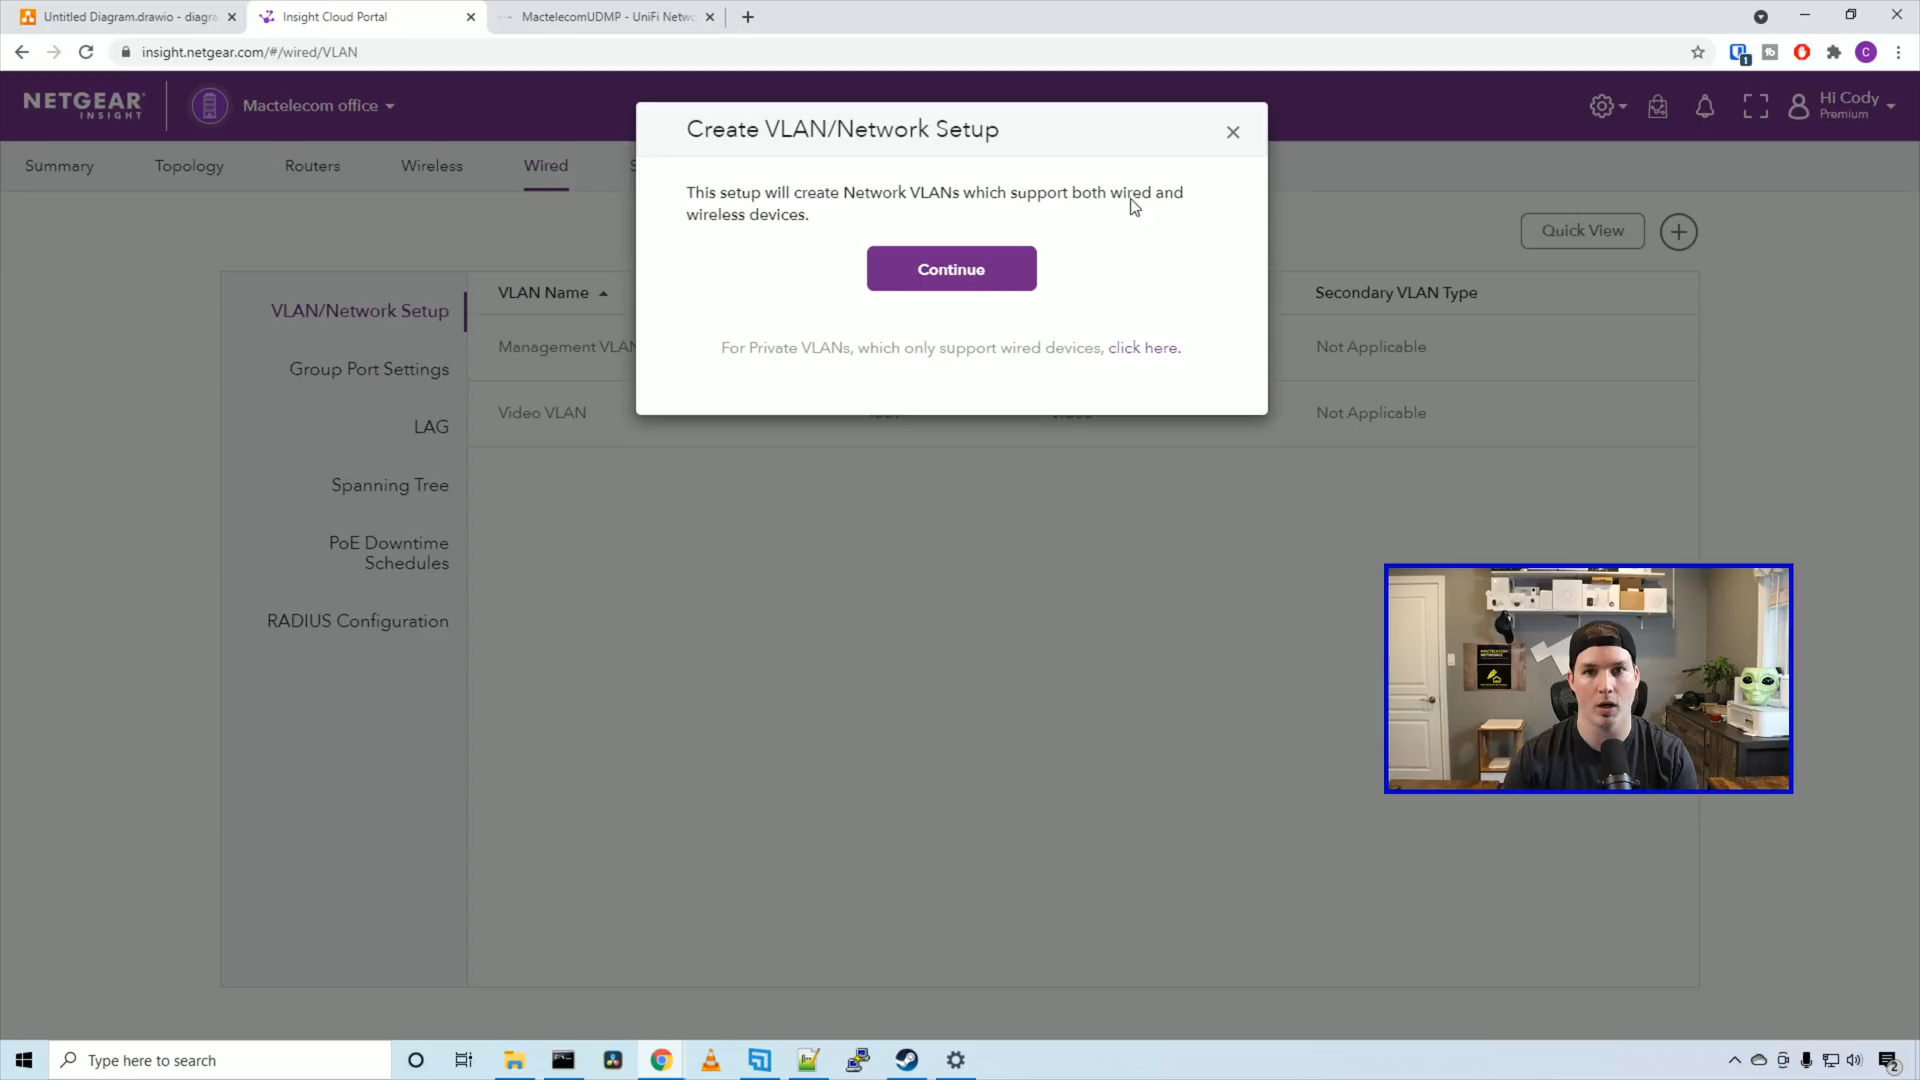 Untitled Diagram.drawio - diagra
Insight Cloud Portal
MactelecomUDMP - UniFi Netwo
insight.netgear.com/#/wired/VLAN
NETGEAR
INSIGHT
Mactelecom office
Hi Cody
Premium
Summary
Topology
Routers
Wireless
Wired
Create VLAN/Network Setup
This setup will create Network VLANs which support both wired and
wireless devices.
Continue
For Private VLANs, which only support wired devices, click here.
Quick View
VLAN/Network Setup
Group Port Settings
LAG
Spanning Tree
PoE Downtime
Schedules
RADIUS Configuration
VLAN Name
Secondary VLAN Type
Management VLAN
Not Applicable
Video VLAN
Not Applicable
MACTELECOM
NETWORKS
Type here to search